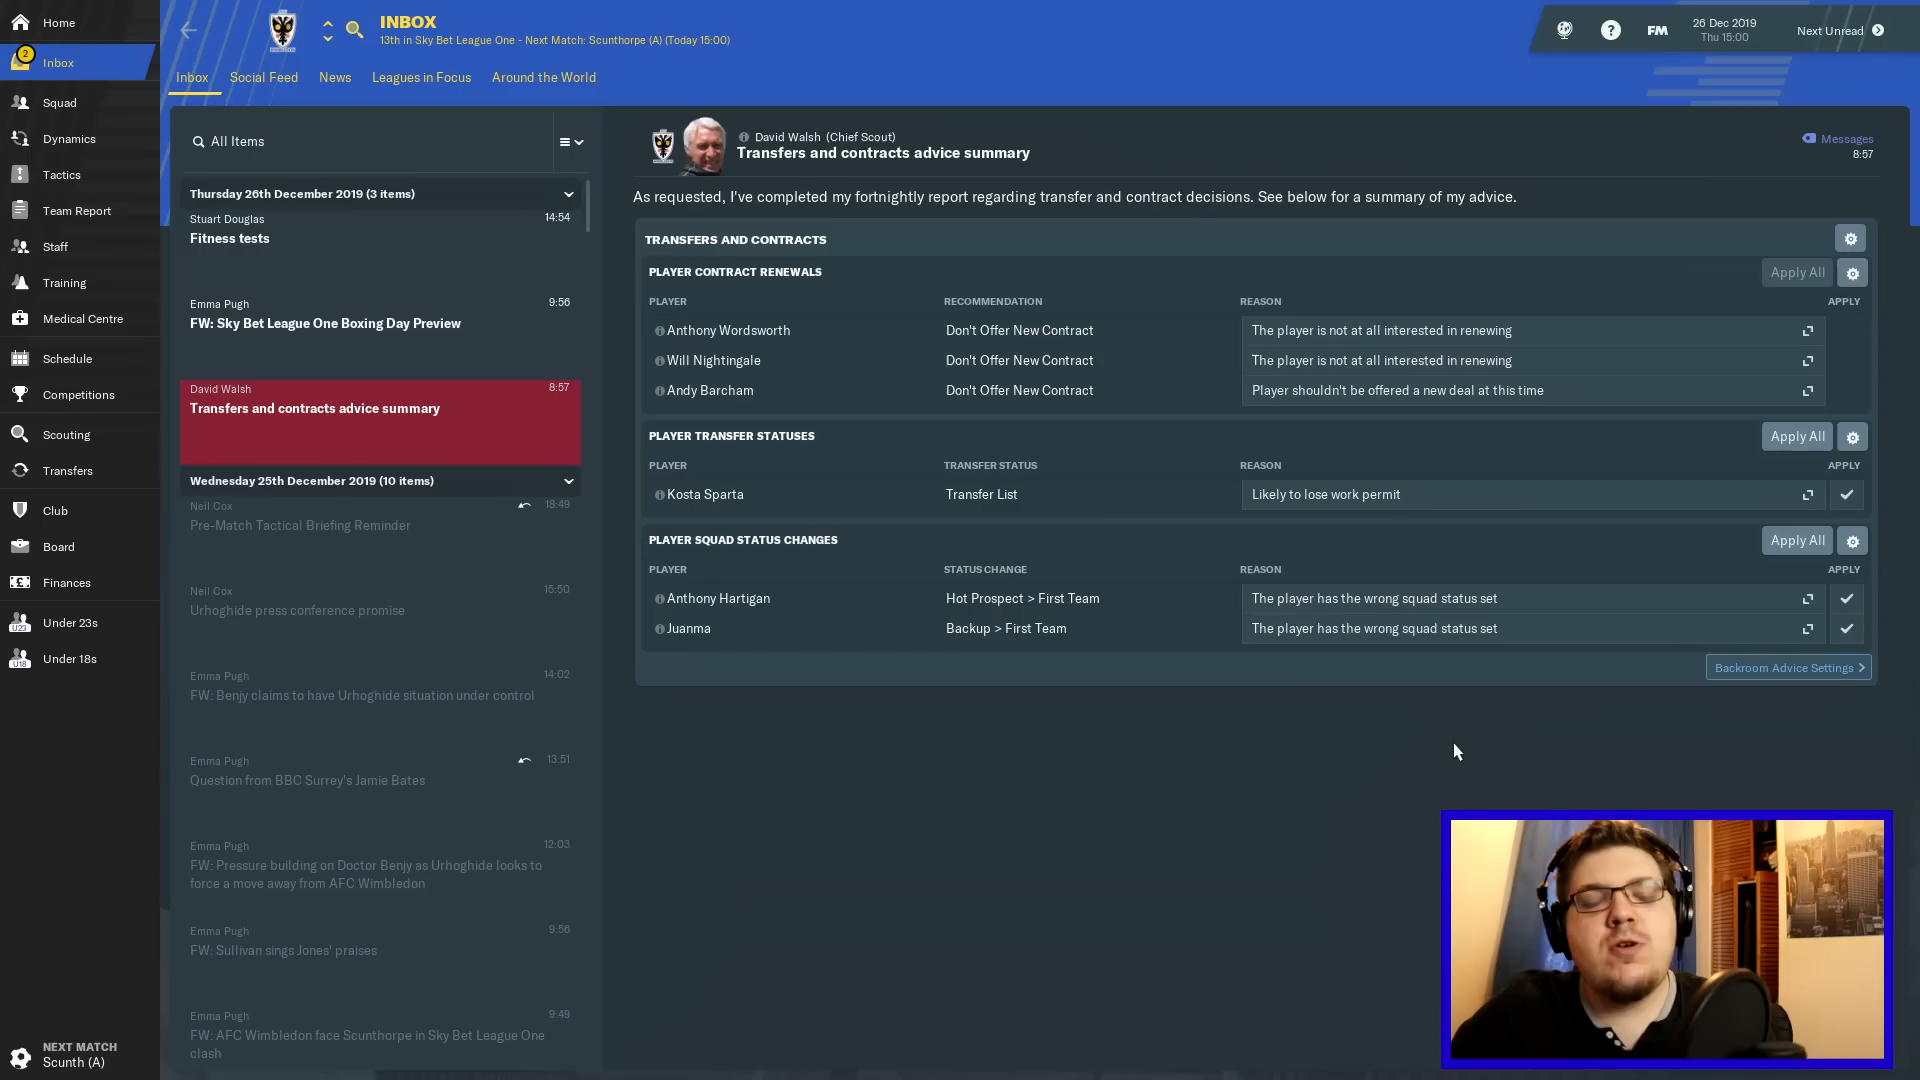 Home
2
Inbox
Squad
Dynamics
Tactics
Team Report
Staff
Training
Medical Centre
Schedule
Competitions
Scouting
Transfers
Club
Board
Finances
U23
Under 23s
U18
Under 18s
NEXT MATCH
Scunth (A)
INBOX
13th in Sky Bet League One - Next Match: Scunthorpe (A) (Today 15:00)
? FM
26 Dec 2019
Thu 15:00
Next Unread
Inbox Social Feed News Leagues in Focus Around the World
All Items
Thursday 26th December 2019 (3 items)
Stuart Douglas 14:54
Fitness tests
Emma Pugh 9:56
FW: Sky Bet League One Boxing Day Preview
David Walsh 8:57
Transfers and contracts advice summary
Wednesday 25th December 2019 (10 items)
Neil Cox 18:49
Pre-Match Tactical Briefing Reminder
Neil Cox 15:50
Urhoghide press conference promise
Emma Pugh 14:02
FW: Benjy claims to have Urhoghide situation under control
Emma Pugh 13:51
Question from BBC Surrey's Jamie Bates
Emma Pugh 12:03
FW: Pressure building on Doctor Benjy as Urhoghide looks to
force a move away from AFC Wimbledon
Emma Pugh 9:56
FW: Sullivan sings Jones' praises
Emma Pugh 9:49
FW: AFC Wimbledon face Scunthorpe in Sky Bet League One
clash
David Walsh (Chief Scout)
Transfers and contracts advice summary
Messages
8:57
As requested, I've completed my fortnightly report regarding transfer and contract decisions. See below for a summary of my advice.
TRANSFERS AND CONTRACTS
PLAYER CONTRACT RENEWALS Apply All
PLAYER RECOMMENDATION REASON APPLY
Anthony Wordsworth Don't Offer New Contract The player is not at all interested in renewing
Will Nightingale Don't Offer New Contract The player is not at all interested in renewing
Andy Barcham Don't Offer New Contract Player shouldn't be offered a new deal at this time
PLAYER TRANSFER STATUSES Apply All
PLAYER TRANSFER STATUS REASON APPLY
Kosta Sparta Transfer List Likely to lose work permit
PLAYER SQUAD STATUS CHANGES Apply All
PLAYER STATUS CHANGE REASON APPLY
Anthony Hartigan Hot Prospect > First Team The player has the wrong squad status set
Juanma Backup > First Team The player has the wrong squad status set
Backroom Advice Settings >